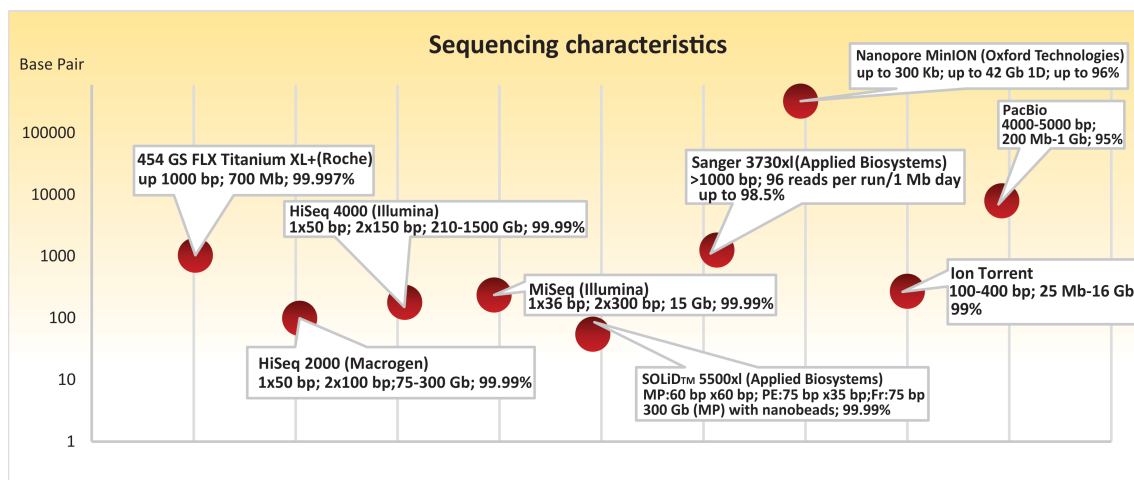 Sequencing characteristics
Base Pair
100000
10000
1000
100
10
1
454 GS FLX Titanium XL+(Roche)
up 1000 bp; 700 Mb; 99.997%
HiSeq 2000 (Macrogen)
1x50 bp; 2x100 bp;75-300 Gb; 99.99%
HiSeq 4000 (Illumina)
1x50 bp; 2x150 bp; 210-1500 Gb; 99.99%
MiSeq (Illumina)
1x36 bp; 2x300 bp; 15 Gb; 99.99%
SOLiDTM 5500xl (Applied Biosystems)
MP:60 bp x60 bp; PE:75 bp x35 bp;Fr:75 bp
300 Gb (MP) with nanobeads; 99.99%
Sanger 3730xl(Applied Biosystems)
>1000 bp; 96 reads per run/1 Mb day
up to 98.5%
Nanopore MinION (Oxford Technologies)
up to 300 Kb; up to 42 Gb 1D; up to 96%
Ion Torrent
100-400 bp; 25 Mb-16 Gb
99%
PacBio
4000-5000 bp;
200 Mb-1 Gb; 95%